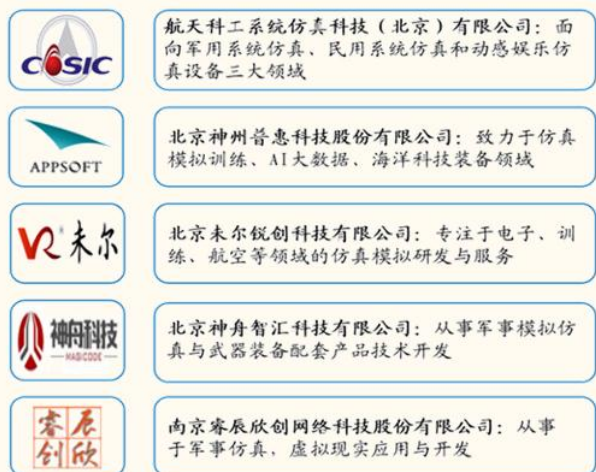 COSIC
航天科工系统仿真科技（北京）有限公司：面
向军用系统仿真、民用系统仿真和动感娱乐仿
真设备三大领域
APPSOFT
北京神州普惠科技股份有限公司：致力于仿真
模拟训练、AI大数据、海洋科技装备领域
VR未尔
北京未尔锐创科技有限公司：专注于电子、训
练、航空等领域的仿真模拟研发与服务
神舟科技
MAGICODE
北京神舟智汇科技有限公司：从事军事模拟仿
真与武器装备配套产品技术开发
睿辰
创欣
南京睿辰欣创网络科技股份有限公司：从事
于军事仿真，虚拟现实应用与开发